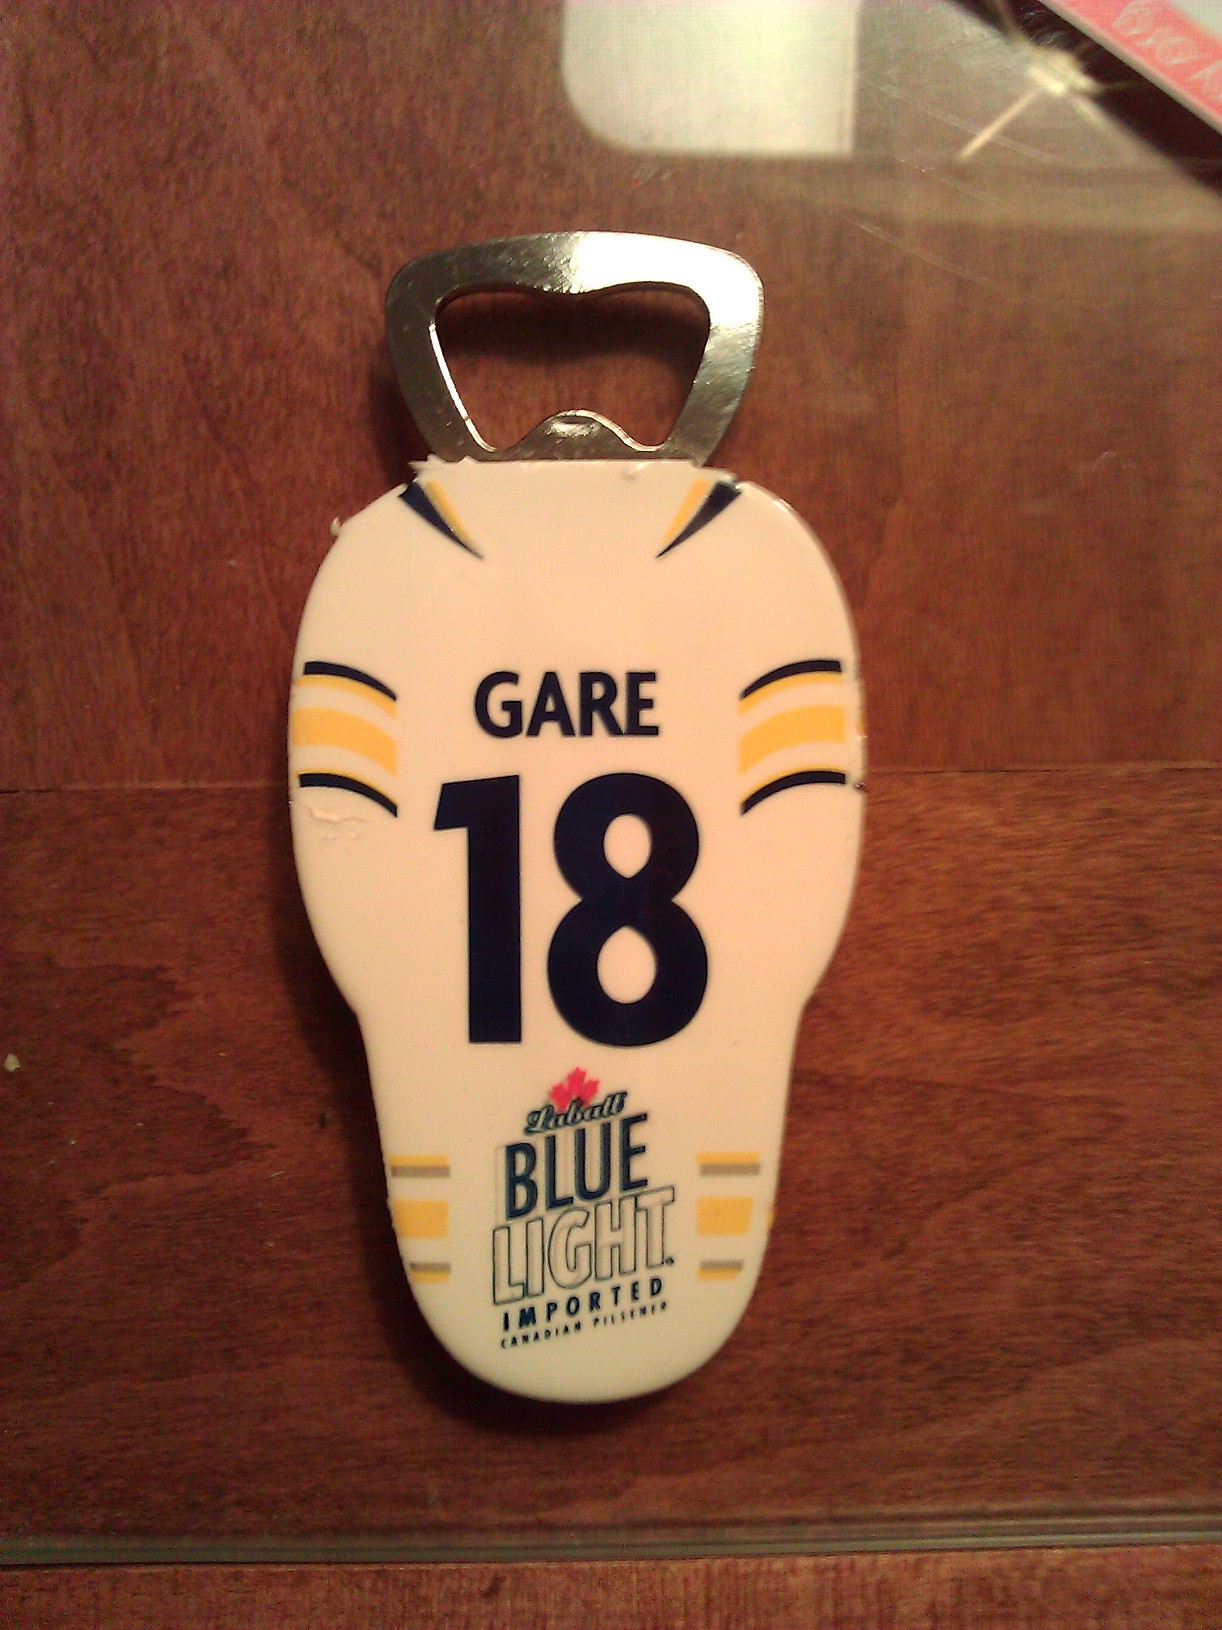 GARE
18
Labatt
BLUE
LIGHT
IMPORTED
CANADIAN PILSENER